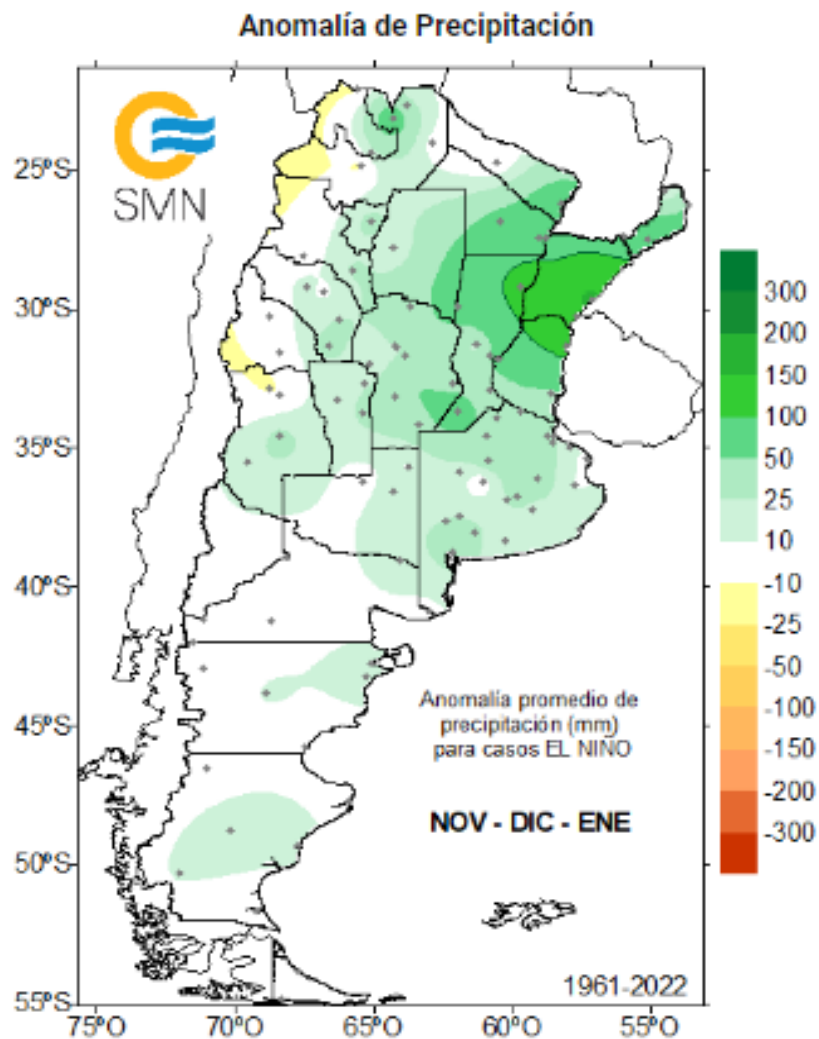 Anomalía de Precipitación
SMN
25ºS
30ºS
35ºS
40ºS
45ºS
50ºS
55ºS
75ºO
70ºO
65ºO
60ºO
55ºO
300
200
150
100
50
25
10
-10
-25
-50
-100
-150
-200
-300
Anomalía promedio de
precipitación (mm)
para casos EL NINO
NOV - DIC - ENE
1961-2022